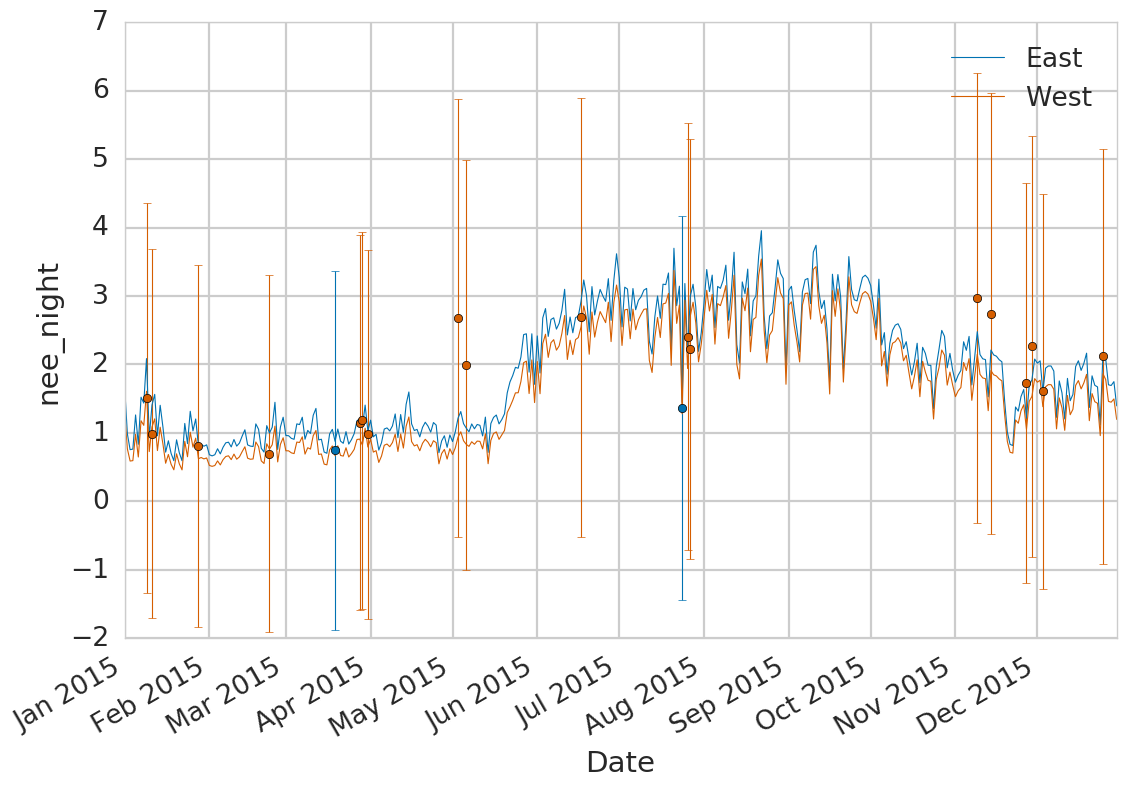 7
6
5
4
3
2
1
0
−1
−2
nee_night
East
West
Jan 2015
Feb 2015
Mar 2015
Apr 2015
May 2015
Jun 2015
Jul 2015
Aug 2015
Sep 2015
Oct 2015
Nov 2015
Dec 2015
Date